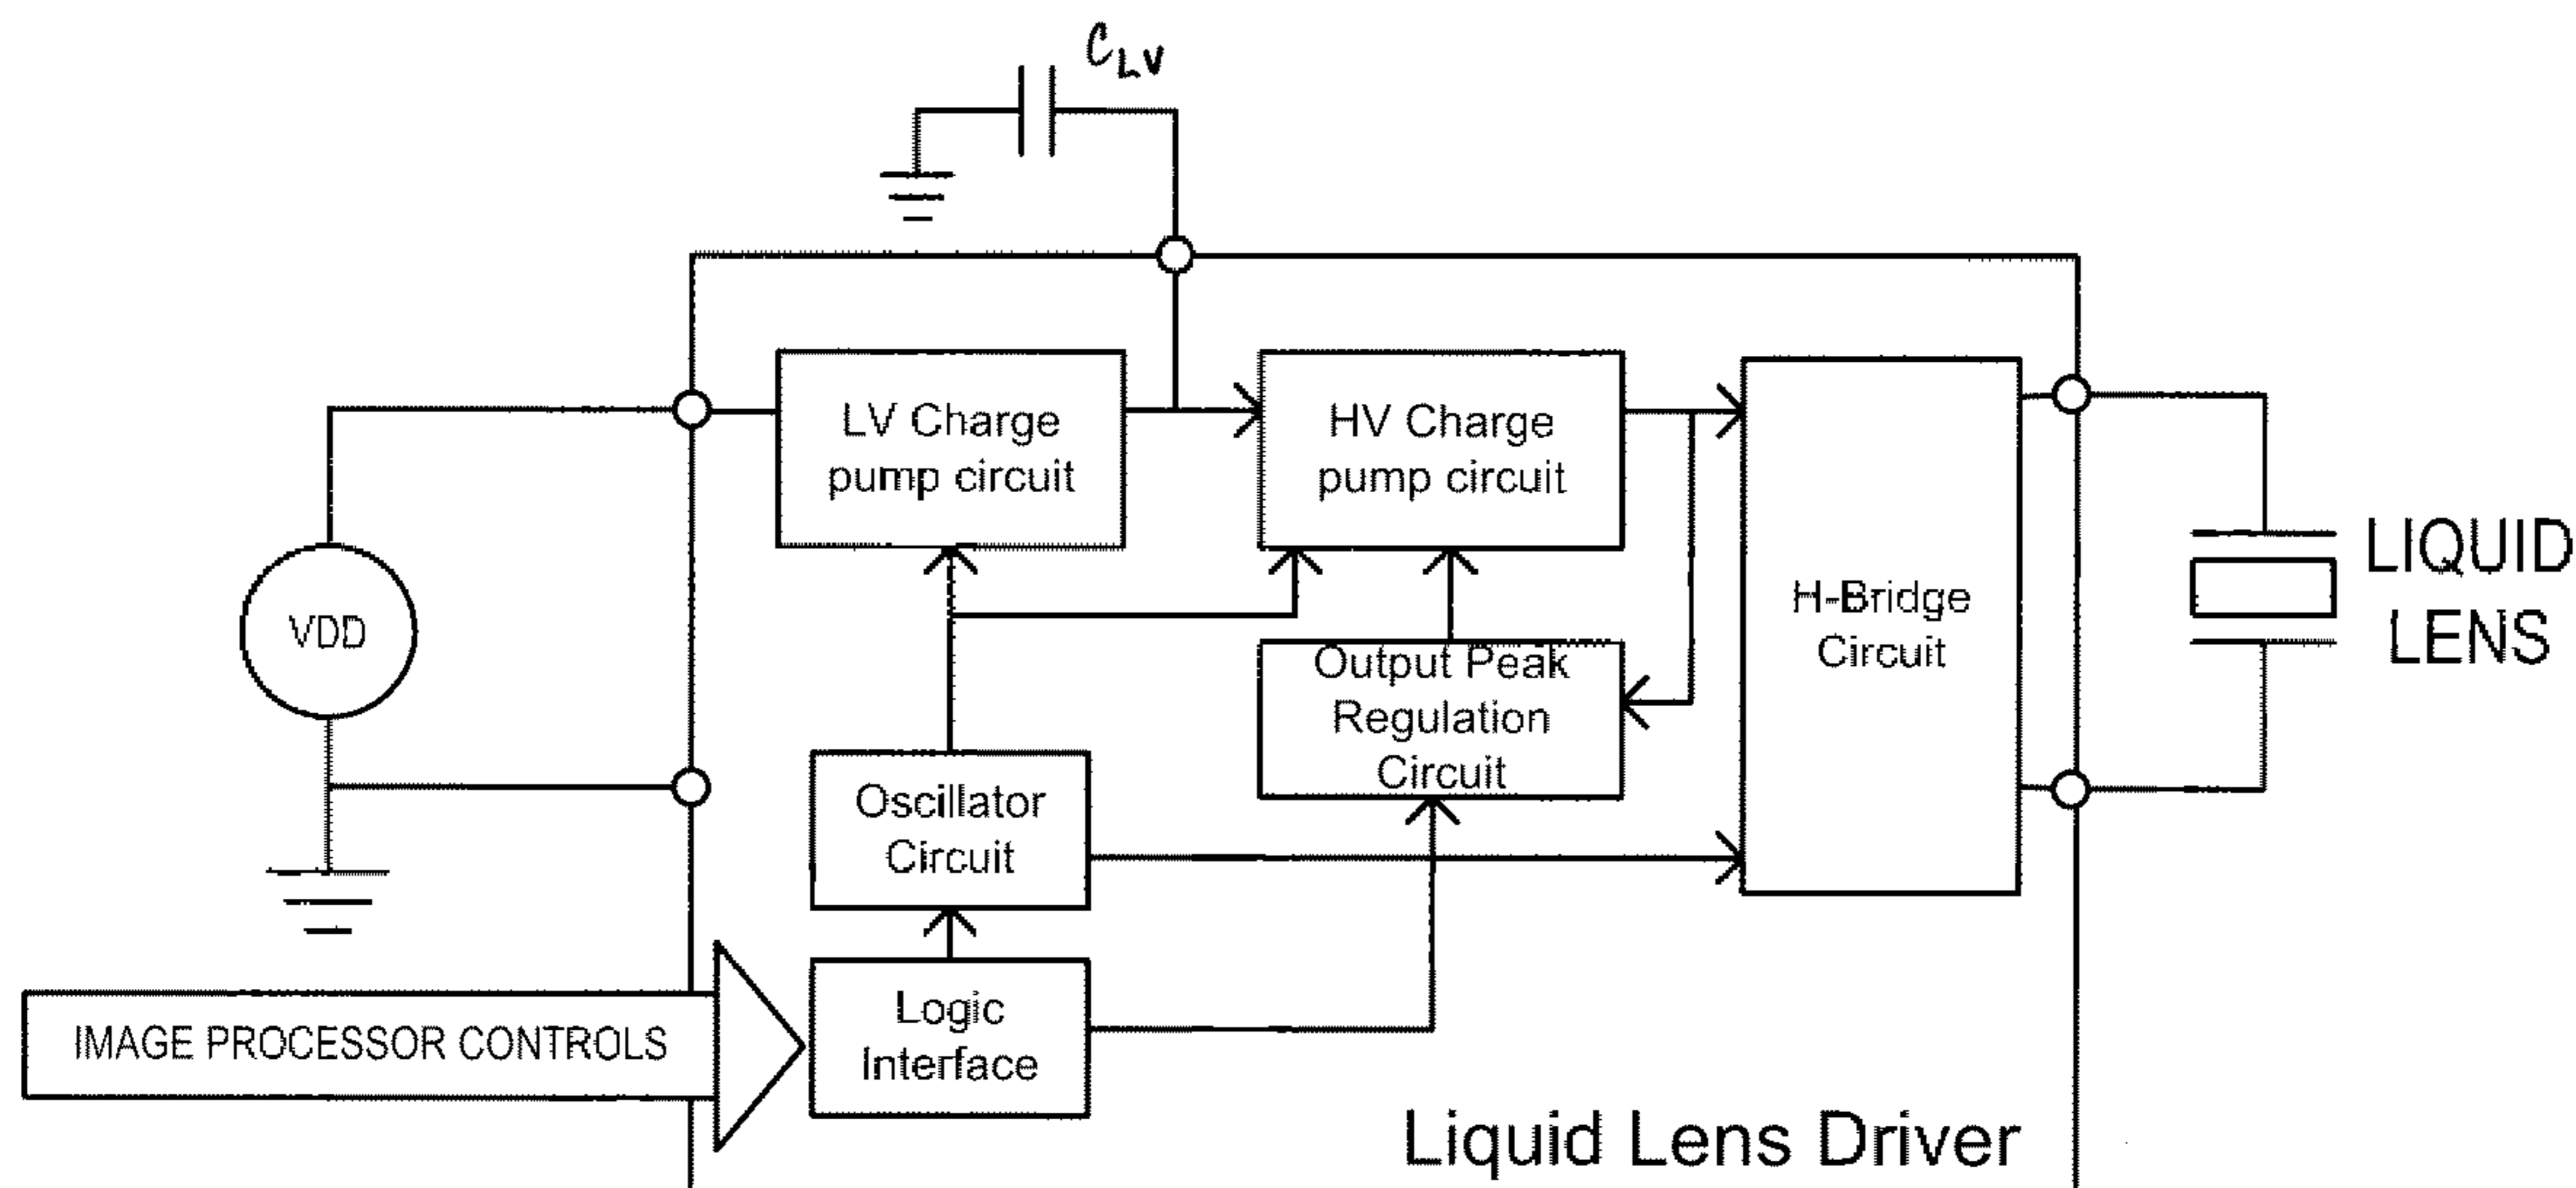 C_LV
LV Charge
pump circuit
HV Charge
pump circuit
VDD
H-Bridge
Circuit
LIQUID
LENS
Output Peak
Regulation
Circuit
Oscillator
Circuit
Logic
Interface
IMAGE PROCESSOR CONTROLS
Liquid Lens Driver